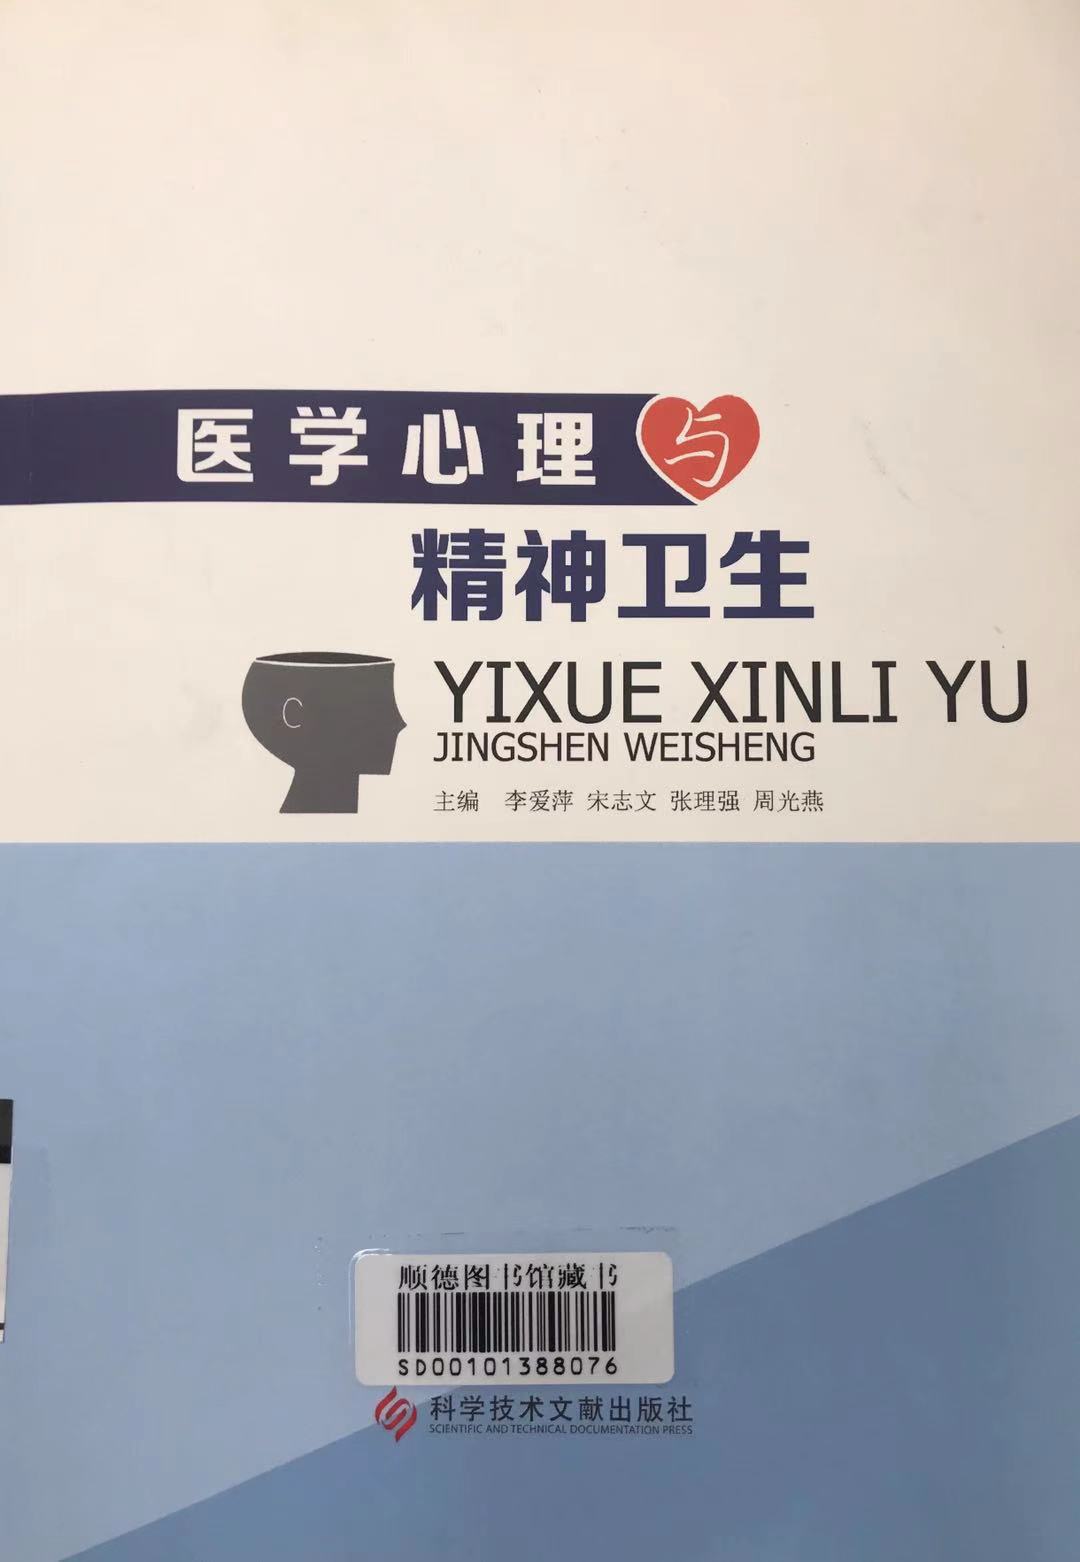 医学心理与
精神卫生
YIXUE XINLI YU
JINGSHEN WEISHENG
主编 李爱萍 宋志文 张理强 周光燕
顺德图书馆藏书
SD00101388076
科学技术文献出版社
SCIENTIFIC AND TECHNICAL DOCUMENTATION PRESS